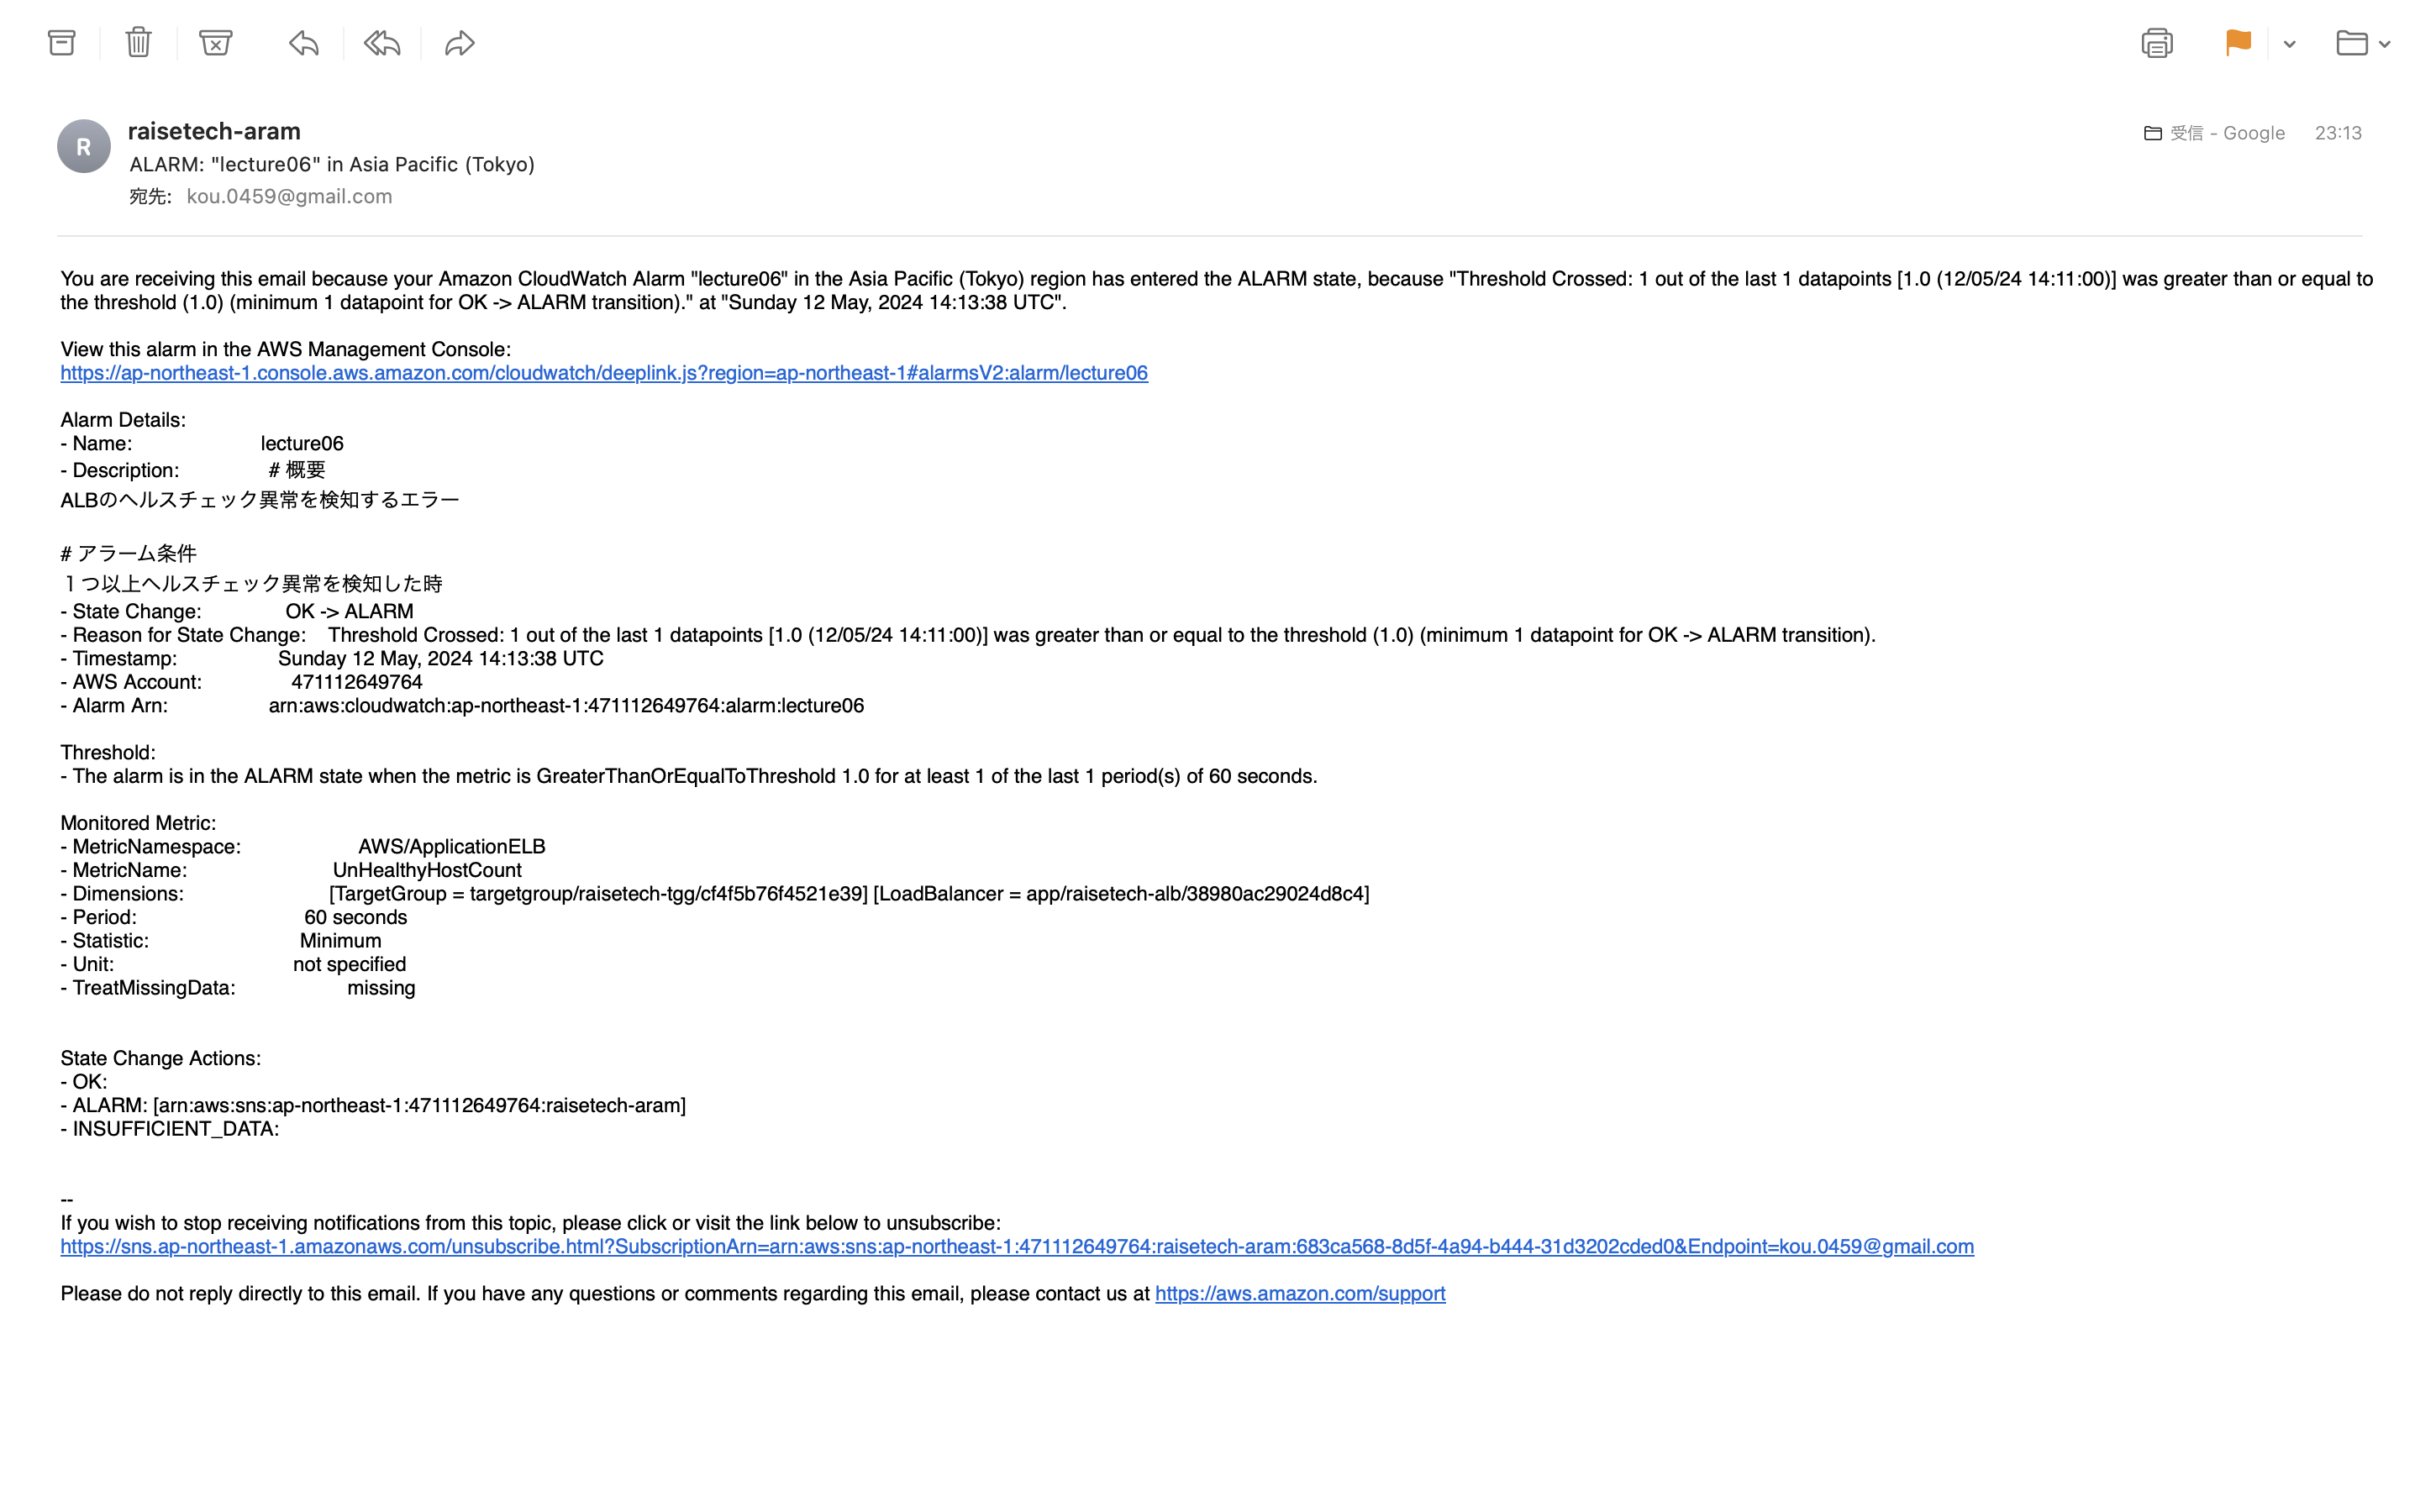 R
raisetech-aram
受信 - Google 23:13
ALARM: "lecture06" in Asia Pacific (Tokyo)
宛先: kou.0459@gmail.com
You are receiving this email because your Amazon CloudWatch Alarm "lecture06" in the Asia Pacific (Tokyo) region has entered the ALARM state, because "Threshold Crossed: 1 out of the last 1 datapoints [1.0 (12/05/24 14:11:00)] was greater than or equal to
the threshold (1.0) (minimum 1 datapoint for OK -> ALARM transition)." at "Sunday 12 May, 2024 14:13:38 UTC".
View this alarm in the AWS Management Console:
https://ap-northeast-1.console.aws.amazon.com/cloudwatch/deeplink.js?region=ap-northeast-1#alarmsV2:alarm/lecture06
Alarm Details:
- Name: lecture06
- Description: # 概要
ALBのヘルスチェック異常を検知するエラー
# アラーム条件
１つ以上ヘルスチェック異常を検知した時
- State Change: OK -> ALARM
- Reason for State Change: Threshold Crossed: 1 out of the last 1 datapoints [1.0 (12/05/24 14:11:00)] was greater than or equal to the threshold (1.0) (minimum 1 datapoint for OK -> ALARM transition).
- Timestamp: Sunday 12 May, 2024 14:13:38 UTC
- AWS Account: 471112649764
- Alarm Arn: arn:aws:cloudwatch:ap-northeast-1:471112649764:alarm:lecture06
Threshold:
- The alarm is in the ALARM state when the metric is GreaterThanOrEqualToThreshold 1.0 for at least 1 of the last 1 period(s) of 60 seconds.
Monitored Metric:
- MetricNamespace: AWS/ApplicationELB
- MetricName: UnHealthyHostCount
- Dimensions: [TargetGroup = targetgroup/raisetech-tgg/cf4f5b76f4521e39] [LoadBalancer = app/raisetech-alb/38980ac29024d8c4]
- Period: 60 seconds
- Statistic: Minimum
- Unit: not specified
- TreatMissingData: missing
State Change Actions:
- OK:
- ALARM: [arn:aws:sns:ap-northeast-1:471112649764:raisetech-aram]
- INSUFFICIENT_DATA:
--
If you wish to stop receiving notifications from this topic, please click or visit the link below to unsubscribe:
https://sns.ap-northeast-1.amazonaws.com/unsubscribe.html?SubscriptionArn=arn:aws:sns:ap-northeast-1:471112649764:raisetech-aram:683ca568-8d5f-4a94-b444-31d3202cded0&Endpoint=kou.0459@gmail.com
Please do not reply directly to this email. If you have any questions or comments regarding this email, please contact us at https://aws.amazon.com/support